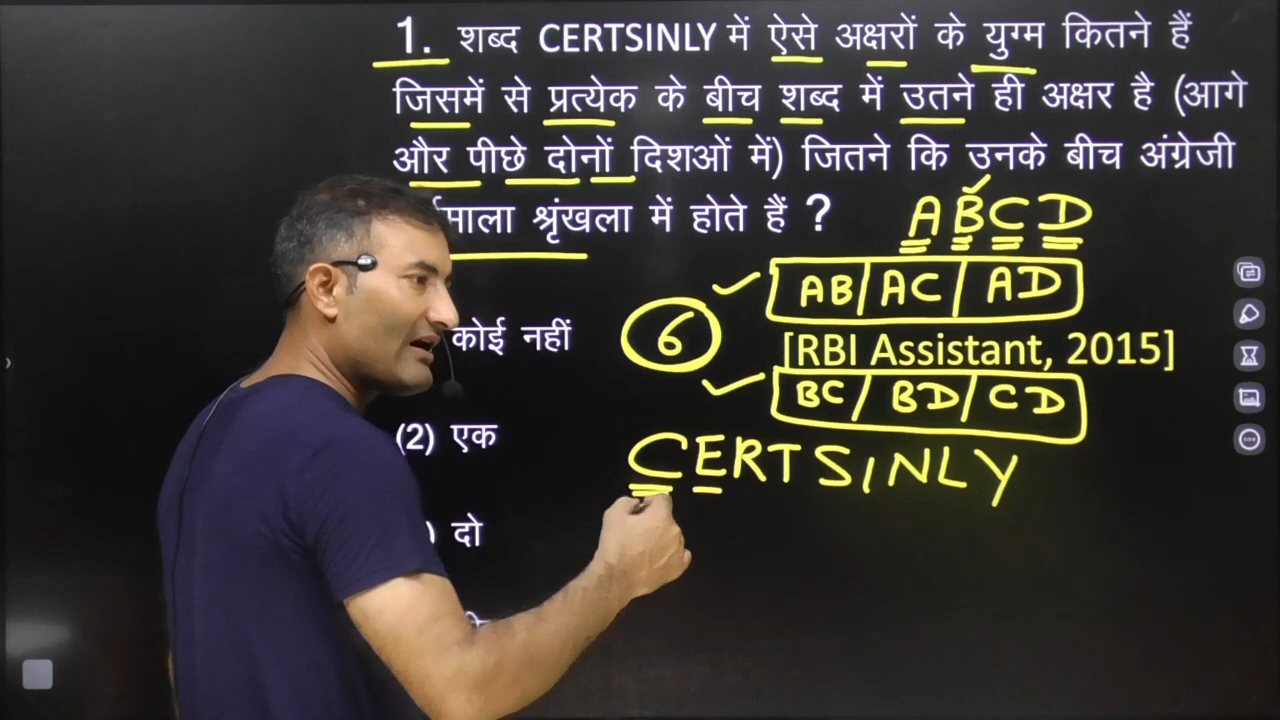 1. शब्द CERTSINLY में ऐसे अक्षरों के युग्म कितने हैं
जिसमें से प्रत्येक के बीच शब्द में उतने ही अक्षर है (आगे
और पीछे दोनों दिशओं में) जितने कि उनके बीच अंग्रेजी
श्रृंखला में होते हैं ?
A B C D
AB/AC/AD
6
[RBI Assistant, 2015]
BC/BD/CD
कोई नहीं
(2) एक
CERTSINLY
दो